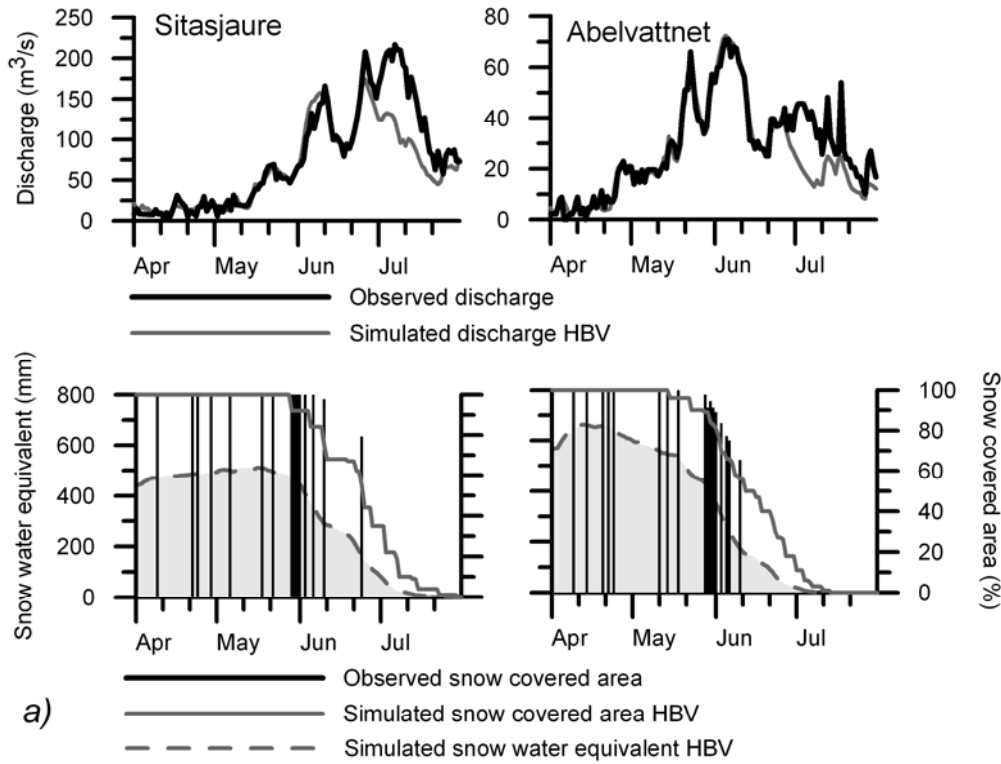 Sitasjaure
Abelvattnet
Discharge (m³/s)
250
200
150
100
50
0
Apr May Jun Jul
80
60
40
20
0
Apr May Jun Jul
Observed discharge
Simulated discharge HBV
Snow water equivalent (mm)
800
600
400
200
0
Apr May Jun Jul
100
80
60
40
20
0
Snow covered area (%)
Apr May Jun Jul
Observed snow covered area
a)
Simulated snow covered area HBV
Simulated snow water equivalent HBV